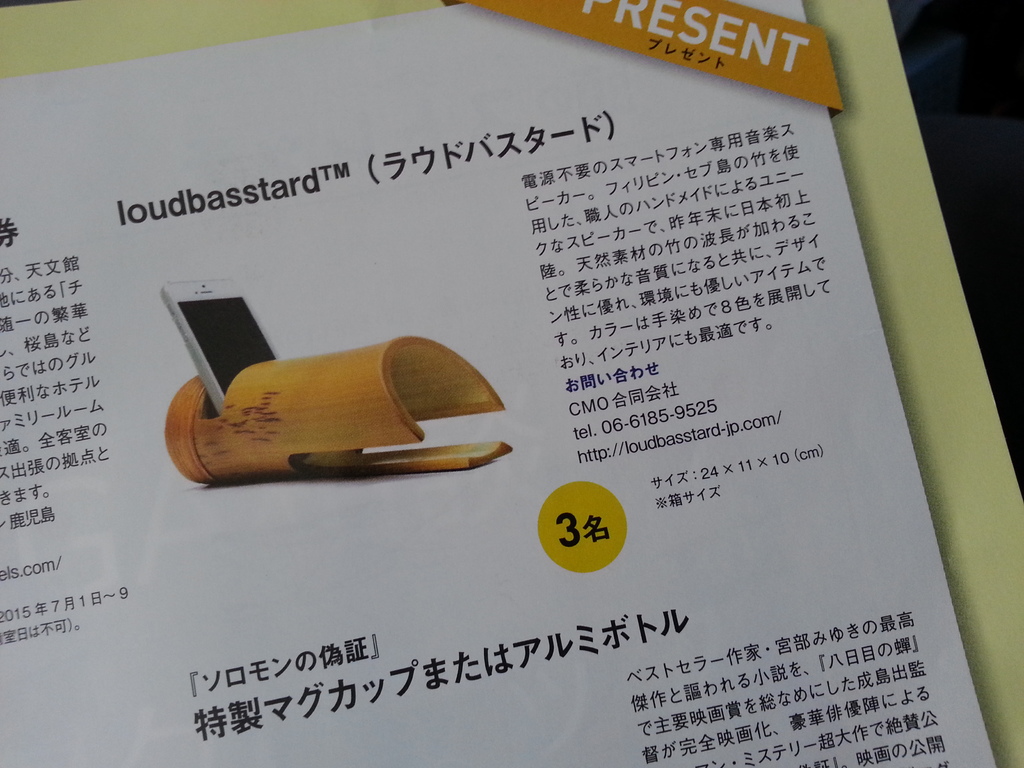 PRESENT
プレゼント
loudbasstard™（ラウドバスタード）
電源不要のスマートフォン専用音楽ス
ピーカー。フィリピン・セブ島の竹を使
用した、職人のハンドメイドによるユニー
クなスピーカーで、昨年末に日本初上
陸。天然素材の竹の波長が加わるこ
とで柔らかな音質になると共に、デザイ
ン性に優れ、環境にも優しいアイテムで
す。カラーは手染めで８色を展開して
おり、インテリアにも最適です。
お問い合わせ
CMO合同会社
tel. 06-6185-9525
http://loudbasstard-jp.com/
サイズ：24×11×10（cm）
※箱サイズ
3名
券
分、天文館
地にある「チ
随一の繁華
ン、桜島など
らではのグル
便利なホテル
ァミリールーム
適。全客室の
ス出張の拠点と
きます。
ン鹿児島
els.com/
2015年7月1日〜9
室日は不可）。
『ソロモンの偽証』
特製マグカップまたはアルミボトル
ベストセラー作家・宮部みゆきの最高
傑作と謳われる小説を、『八日目の蝉』
で主要映画賞を総なめにした成島出監
督が完全映画化、豪華俳優陣による
アン・ミステリー超大作で絶賛公
偽証』。映画の公開